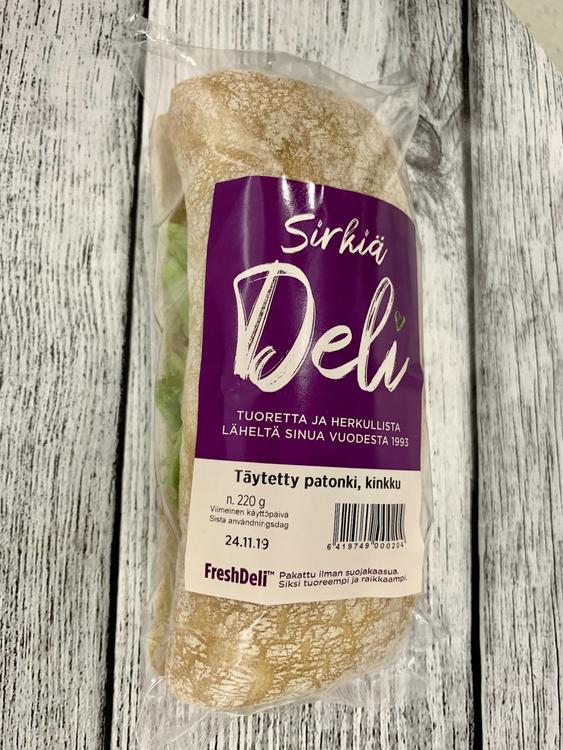 Sirkiä
Deli
TUORETTA JA HERKULLISTA
LÄHELTÄ SINUA VUODESTA 1993
Täytetty patonki, kinkku
n. 220 g
Viimeinen käyttöpäivä
Sista användningsdag
24.11.19
6 419749 000204
FreshDeli™ Pakattu ilman suojakaasua.
Siksi tuoreempi ja raikkaampi.